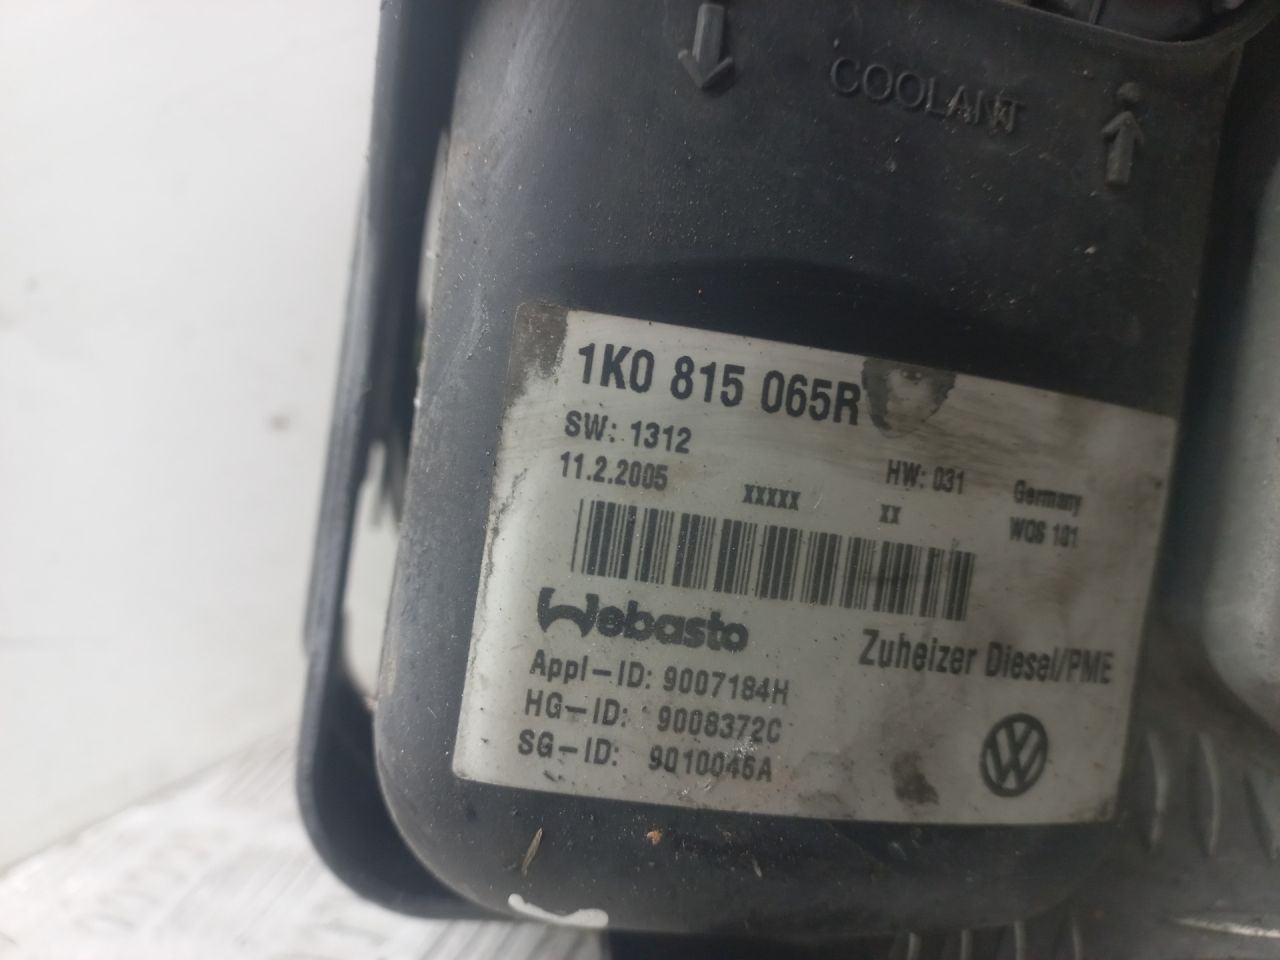 COOLANT
1K0 815 065R
SW: 1312
HW: 031 Germany
11.2.2005 XXXXX XX WOS 101
Webasto
Zuheizer Diesel/PME
Appl-ID: 9007184H
HG-ID: 9008372C
SG-ID: 9010046A